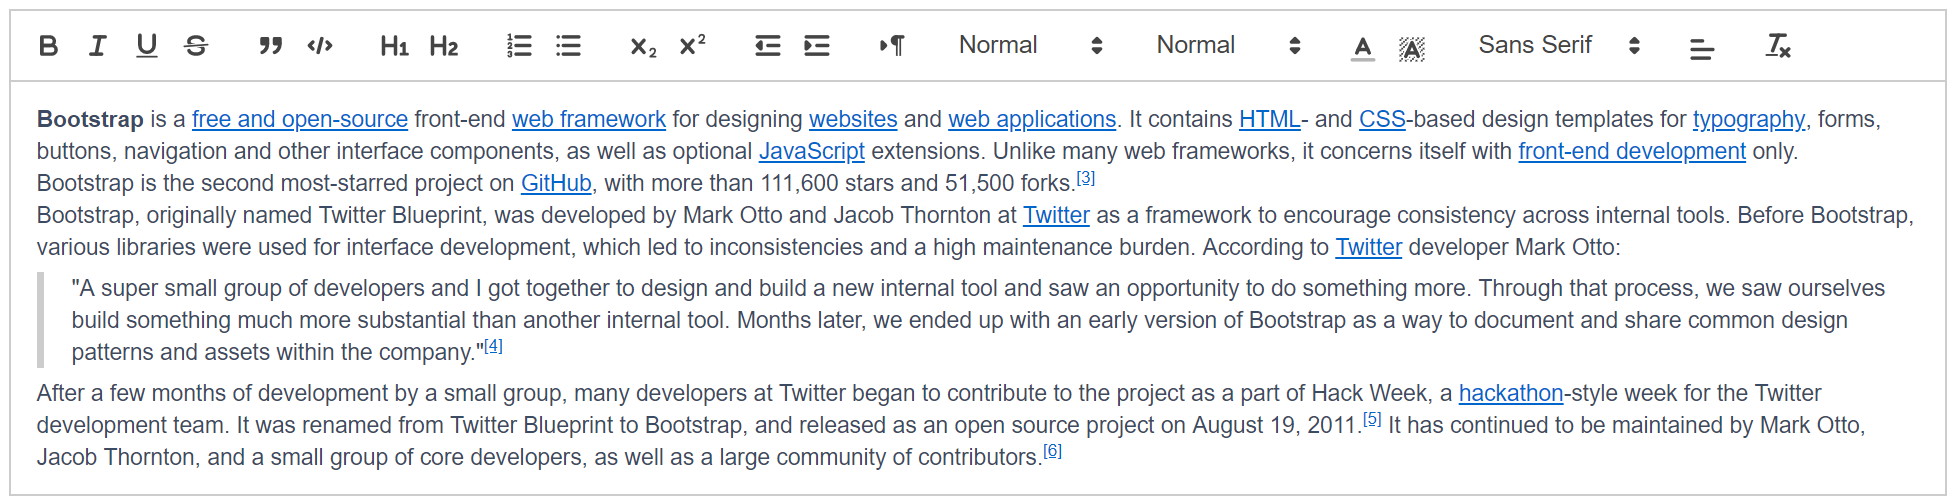 B I U S ❞ </> H1 H2 X₂ X² ¶ Normal Normal A A Sans Serif Tx
Bootstrap is a free and open-source front-end web framework for designing websites and web applications. It contains HTML- and CSS-based design templates for typography, forms,
buttons, navigation and other interface components, as well as optional JavaScript extensions. Unlike many web frameworks, it concerns itself with front-end development only.
Bootstrap is the second most-starred project on GitHub, with more than 111,600 stars and 51,500 forks.[3]
Bootstrap, originally named Twitter Blueprint, was developed by Mark Otto and Jacob Thornton at Twitter as a framework to encourage consistency across internal tools. Before Bootstrap,
various libraries were used for interface development, which led to inconsistencies and a high maintenance burden. According to Twitter developer Mark Otto:
"A super small group of developers and I got together to design and build a new internal tool and saw an opportunity to do something more. Through that process, we saw ourselves
build something much more substantial than another internal tool. Months later, we ended up with an early version of Bootstrap as a way to document and share common design
patterns and assets within the company."[4]
After a few months of development by a small group, many developers at Twitter began to contribute to the project as a part of Hack Week, a hackathon-style week for the Twitter
development team. It was renamed from Twitter Blueprint to Bootstrap, and released as an open source project on August 19, 2011.[5] It has continued to be maintained by Mark Otto,
Jacob Thornton, and a small group of core developers, as well as a large community of contributors.[6]